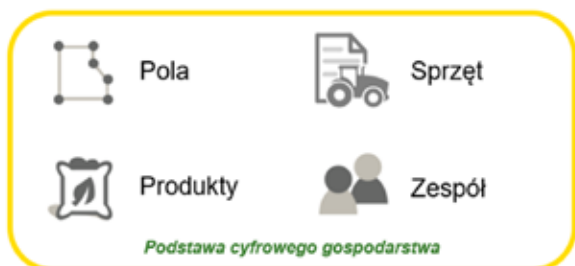 Pola
Sprzęt
Produkty
Zespół
Podstawa cyfrowego gospodarstwa